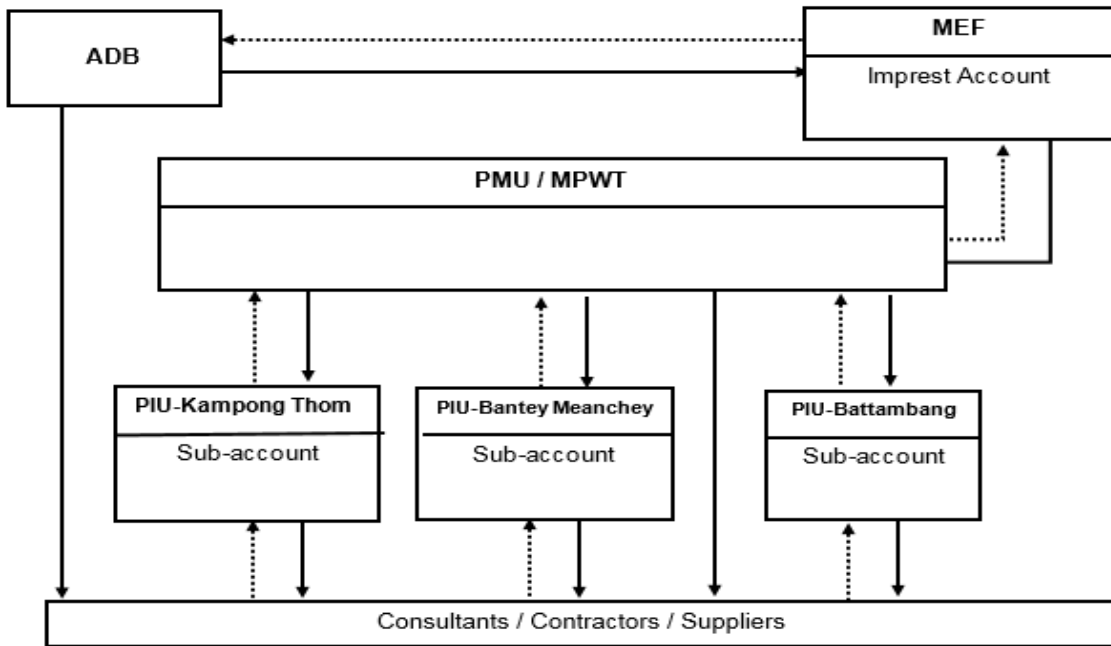 ADB
MEF
Imprest Account
PMU / MPWT
PIU-Kampong Thom
Sub-account
PIU-Bantey Meanchey
Sub-account
PIU-Battambang
Sub-account
Consultants / Contractors / Suppliers